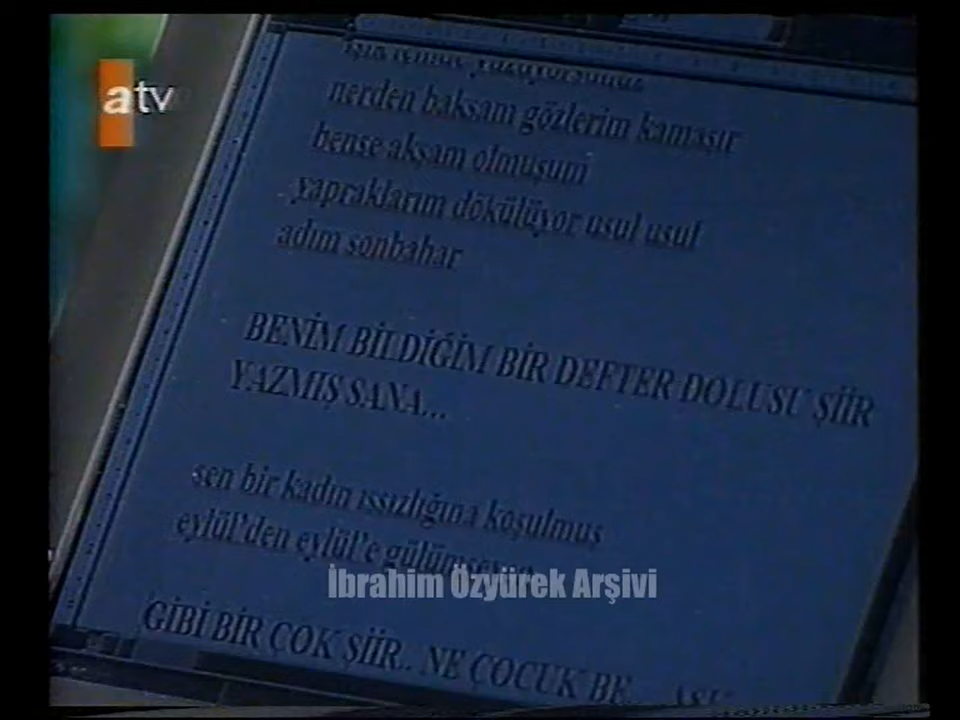 atv
nerden baksam gözlerim kamaşır
bense akşam olmuşum
yapraklarım dökülüyor usul usul
adım sonbahar
BENİM BİLDİĞİM BİR DEFTER DOLUSU ŞİİR
YAZMIŞ SANA...
sen bir kadın ıssızlığına koşulmuş
eylül'den eylül'e
İbrahim Özyürek Arşivi
GİBİ BİR ÇOK ŞİİR.. NE ÇOCUK BE...